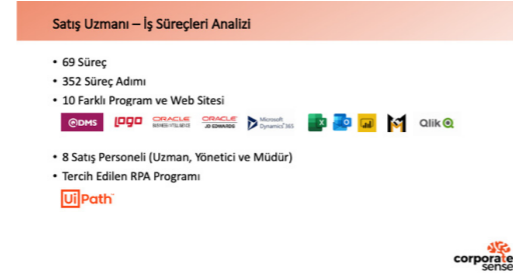 Satış Uzmanı – İş Süreçleri Analizi
• 69 Süreç
• 352 Süreç Adımı
• 10 Farklı Program ve Web Sitesi
DMS LOGO ORACLE ORACLE JD EDWARDS Microsoft Dynamics 365 Qlik
• 8 Satış Personeli (Uzman, Yönetici ve Müdür)
• Tercih Edilen RPA Programı
UiPath
corporate
sense